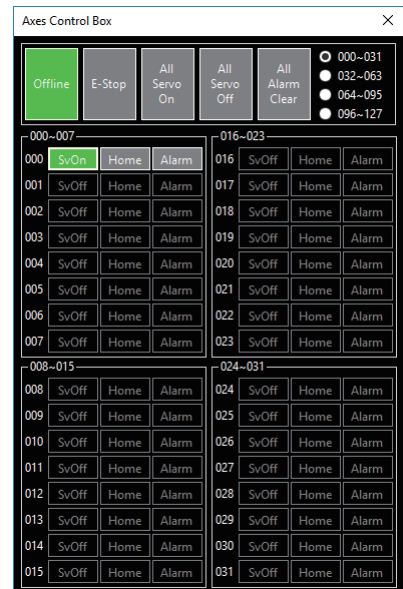 Axes Control Box
Offline
E-Stop
All
Servo
On
All
Servo
Off
All
Alarm
Clear
000~031
032~063
064~095
096~127
000~007
000 SvOn Home Alarm
001 SvOff Home Alarm
002 SvOff Home Alarm
003 SvOff Home Alarm
004 SvOff Home Alarm
005 SvOff Home Alarm
006 SvOff Home Alarm
007 SvOff Home Alarm
016~023
016 SvOff Home Alarm
017 SvOff Home Alarm
018 SvOff Home Alarm
019 SvOff Home Alarm
020 SvOff Home Alarm
021 SvOff Home Alarm
022 SvOff Home Alarm
023 SvOff Home Alarm
008~015
008 SvOff Home Alarm
009 SvOff Home Alarm
010 SvOff Home Alarm
011 SvOff Home Alarm
012 SvOff Home Alarm
013 SvOff Home Alarm
014 SvOff Home Alarm
015 SvOff Home Alarm
024~031
024 SvOff Home Alarm
025 SvOff Home Alarm
026 SvOff Home Alarm
027 SvOff Home Alarm
028 SvOff Home Alarm
029 SvOff Home Alarm
030 SvOff Home Alarm
031 SvOff Home Alarm